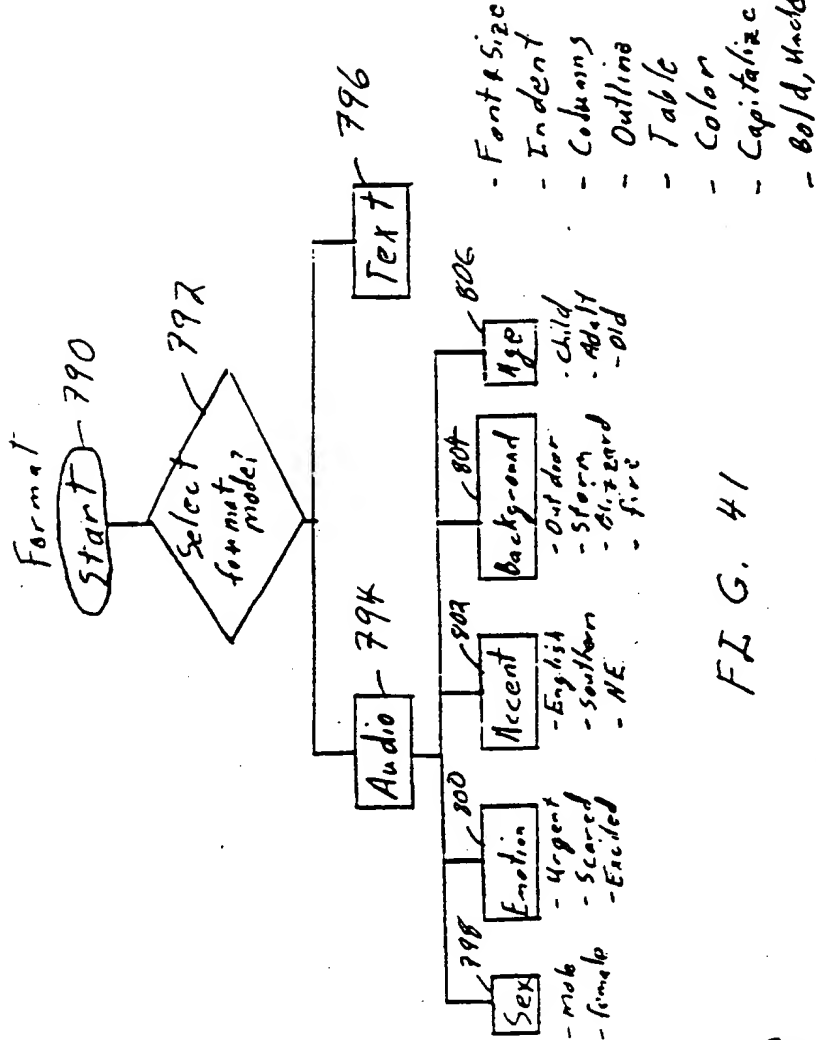 Format
Start
790
Select
format
mode?
792
Audio
794
Text
796
Sex
798
- male
- female
Emotion
800
- Urgent
- Scared
- Excited
Accent
802
- English
- Southern
- NE
Background
804
- Outdoor
- Storm
- Blizzard
- fire
Age
806
- Child
- Adult
- Old
- Font & Size
- Indent
- Columns
- Outline
- Table
- Color
- Capitalize
- Bold,
FIG. 41